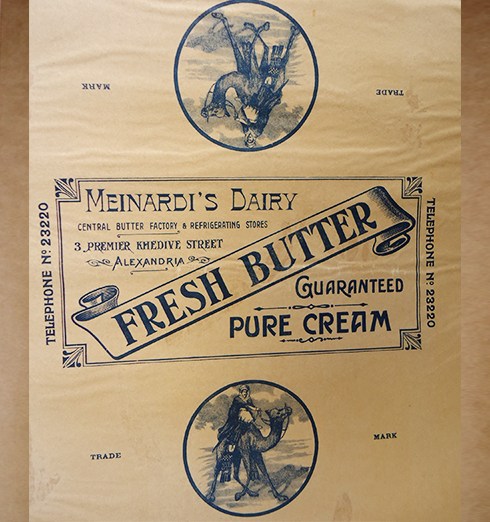 MARK
TRADE
MEINARDI'S DAIRY
CENTRAL BUTTER FACTORY & REFRIGERATING STORES
3, PREMIER KHEDIVE STREET
ALEXANDRIA
FRESH BUTTER
GUARANTEED
PURE CREAM
TELEPHONE Nº 23220
TELEPHONE Nº 23220
TRADE
MARK